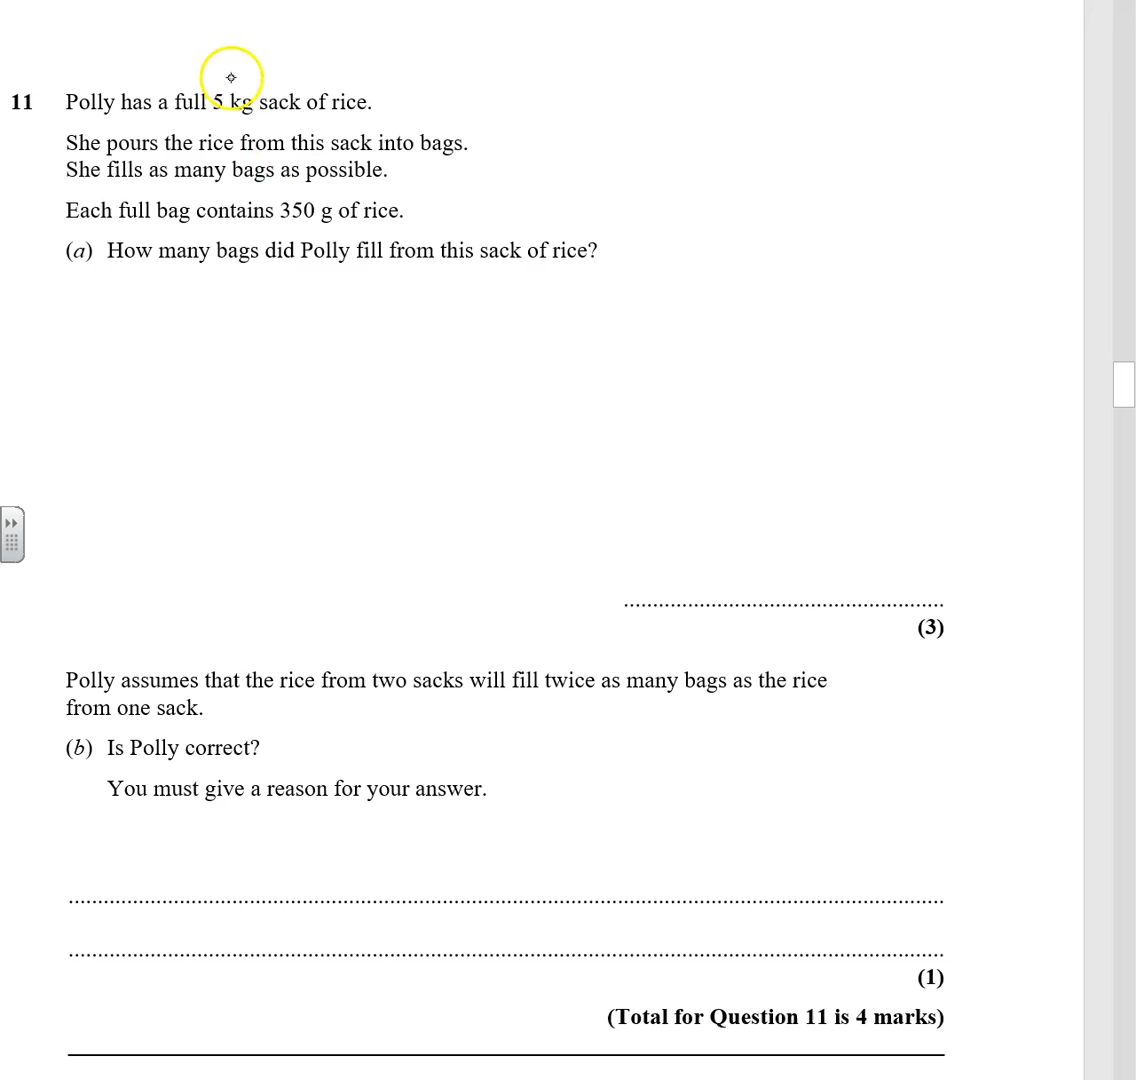 11 Polly has a full 5 kg sack of rice.
She pours the rice from this sack into bags.
She fills as many bags as possible.
Each full bag contains 350 g of rice.
(a) How many bags did Polly fill from this sack of rice?
.......................................................
(3)
Polly assumes that the rice from two sacks will fill twice as many bags as the rice
from one sack.
(b) Is Polly correct?
You must give a reason for your answer.
......................................................................................................................................................
......................................................................................................................................................
(1)
(Total for Question 11 is 4 marks)